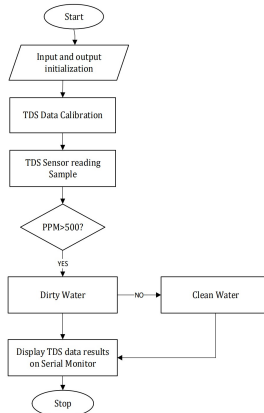 Start
Input and output
initialization
TDS Data Calibration
TDS Sensor reading
Sample
PPM>500?
YES
Dirty Water
NO
Clean Water
Display TDS data results
on Serial Monitor
Stop